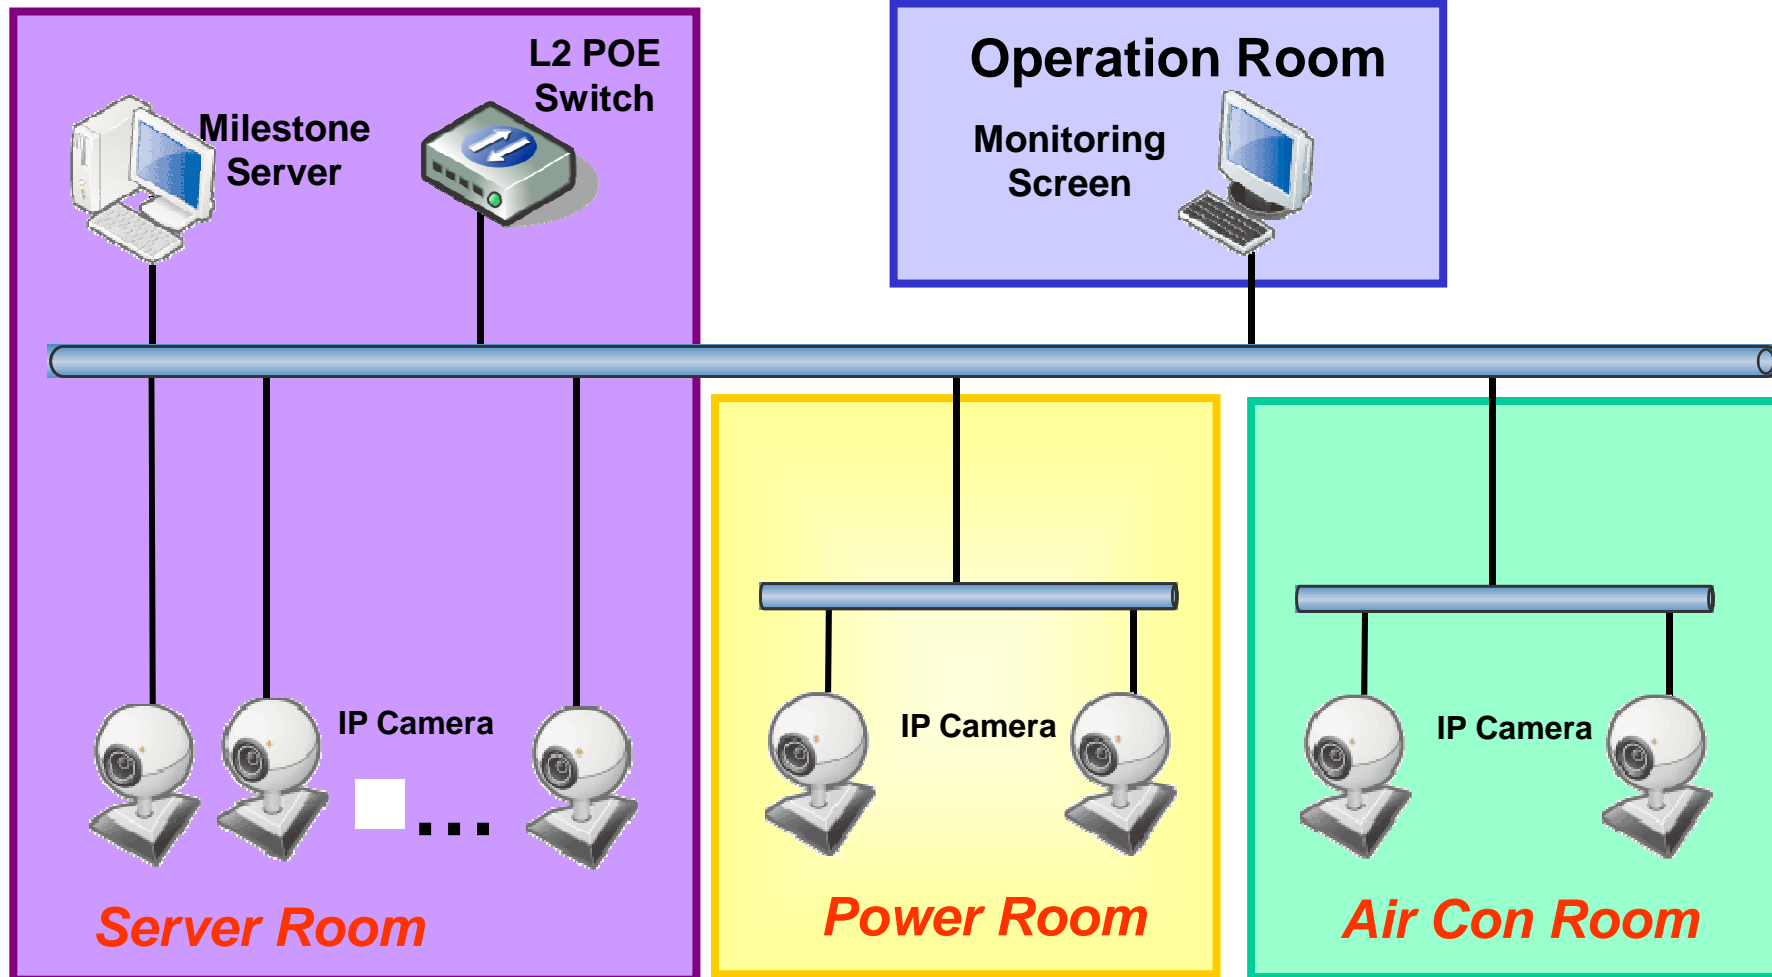 L2 POE
Switch
Milestone
Server
Operation Room
Monitoring
Screen
IP Camera
...
Server Room
IP Camera
Power Room
IP Camera
Air Con Room